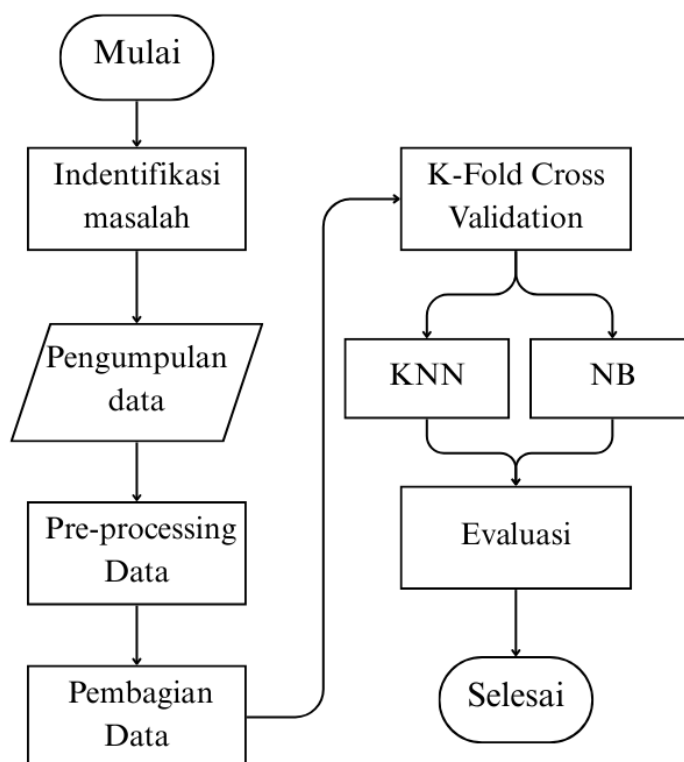 Mulai
Indentifikasi
masalah
Pengumpulan
data
Pre-processing
Data
Pembagian
Data
K-Fold Cross
Validation
KNN
NB
Evaluasi
Selesai